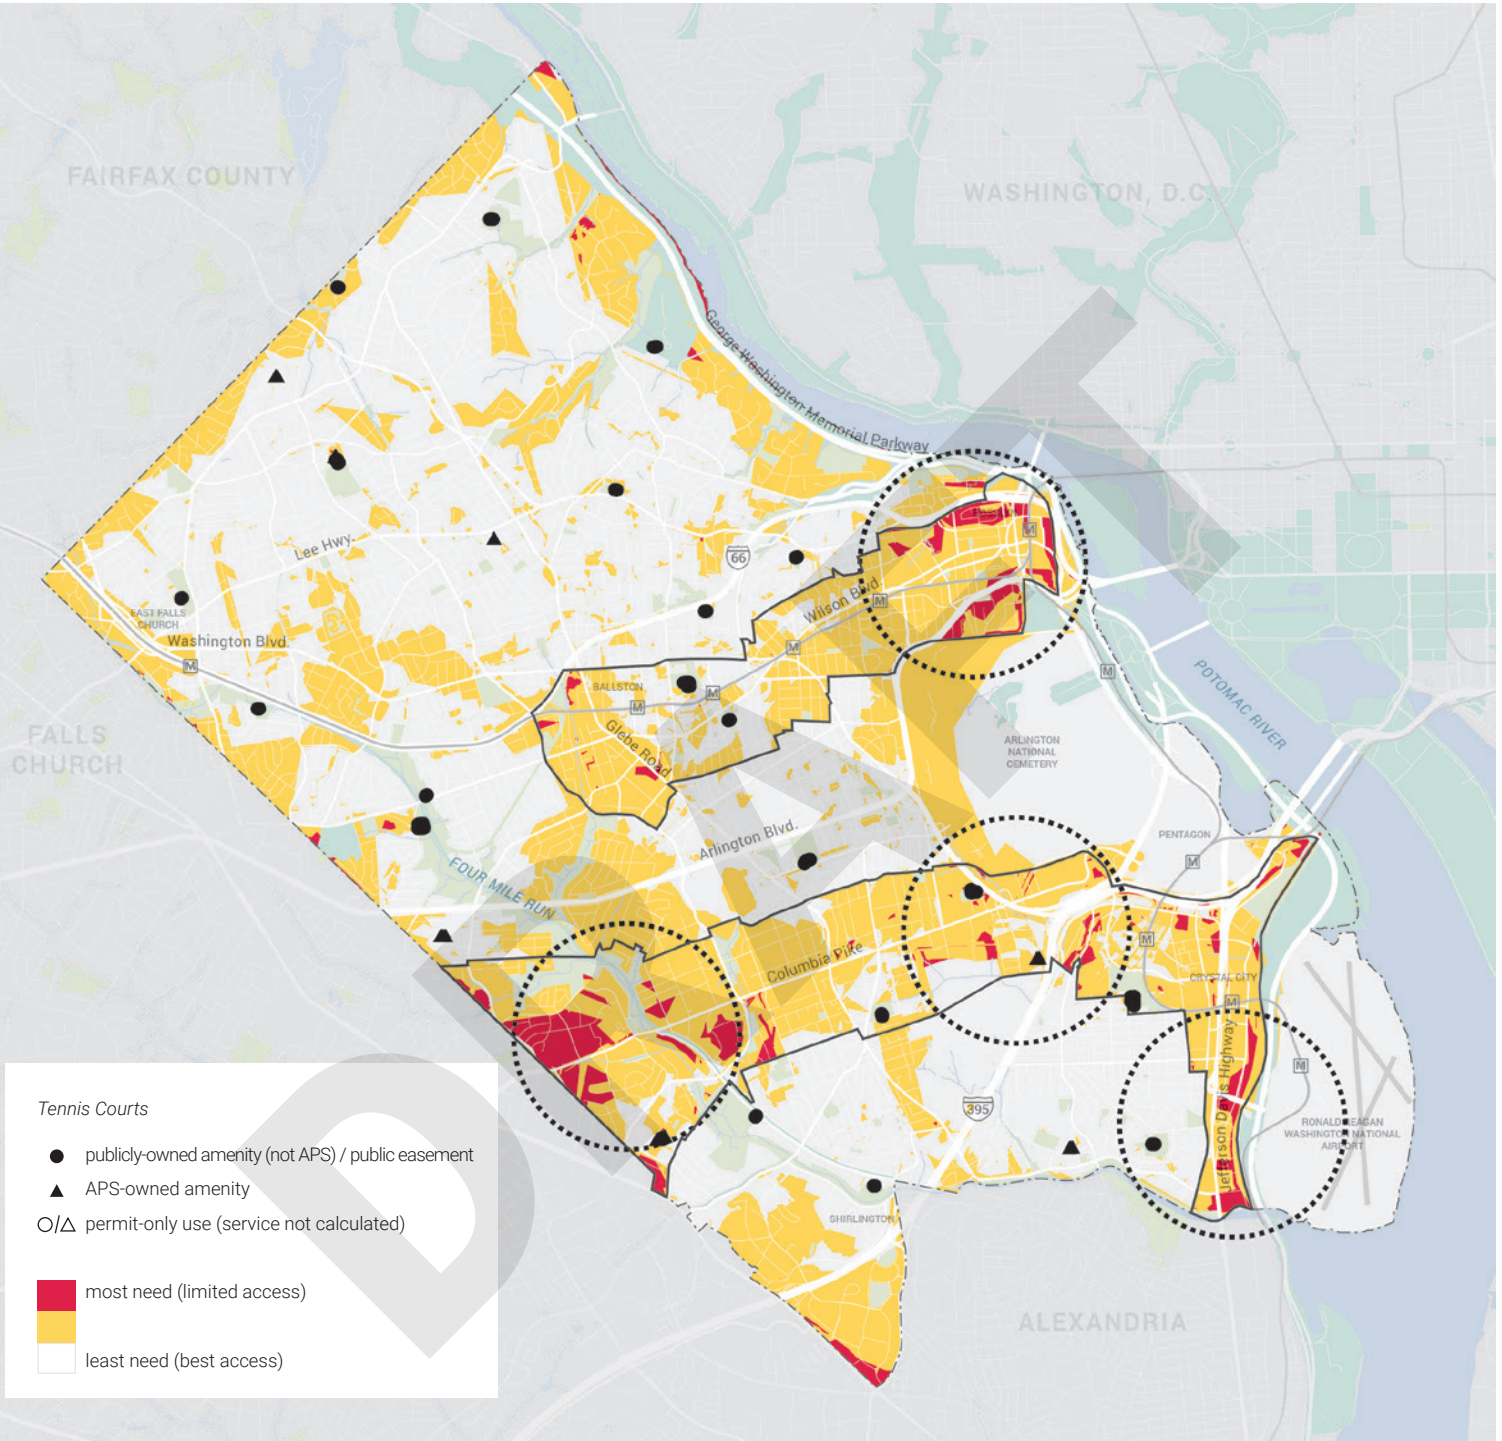 FAIRFAX COUNTY
WASHINGTON, D.C.
George Washington Memorial Parkway
ROSSLYN
M
Lee Hwy.
66
EAST FALLS
CHURCH
Washington Blvd.
M
Wilson Blvd.
M
M
BALLSTON
M
M
Glebe Road
M
POTOMAC RIVER
FALLS
CHURCH
ARLINGTON
NATIONAL
CEMETERY
Arlington Blvd.
PENTAGON
M
FOUR MILE RUN
Columbia Pike
M
CRYSTAL CITY
M
Jefferson Davis Highway
M
395
RONALD REAGAN
WASHINGTON NATIONAL
AIRPORT
SHIRLINGTON
ALEXANDRIA
DRAFT
Tennis Courts
publicly-owned amenity (not APS) / public easement
APS-owned amenity
permit-only use (service not calculated)
most need (limited access)
least need (best access)